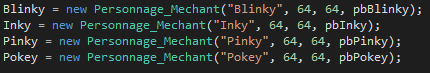 Blinky = new Personnage_Mechant("Blinky", 64, 64, pbBlinky);
Inky = new Personnage_Mechant("Inky", 64, 64, pbInky);
Pinky = new Personnage_Mechant("Pinky", 64, 64, pbPinky);
Pokey = new Personnage_Mechant("Pokey", 64, 64, pbPokey);